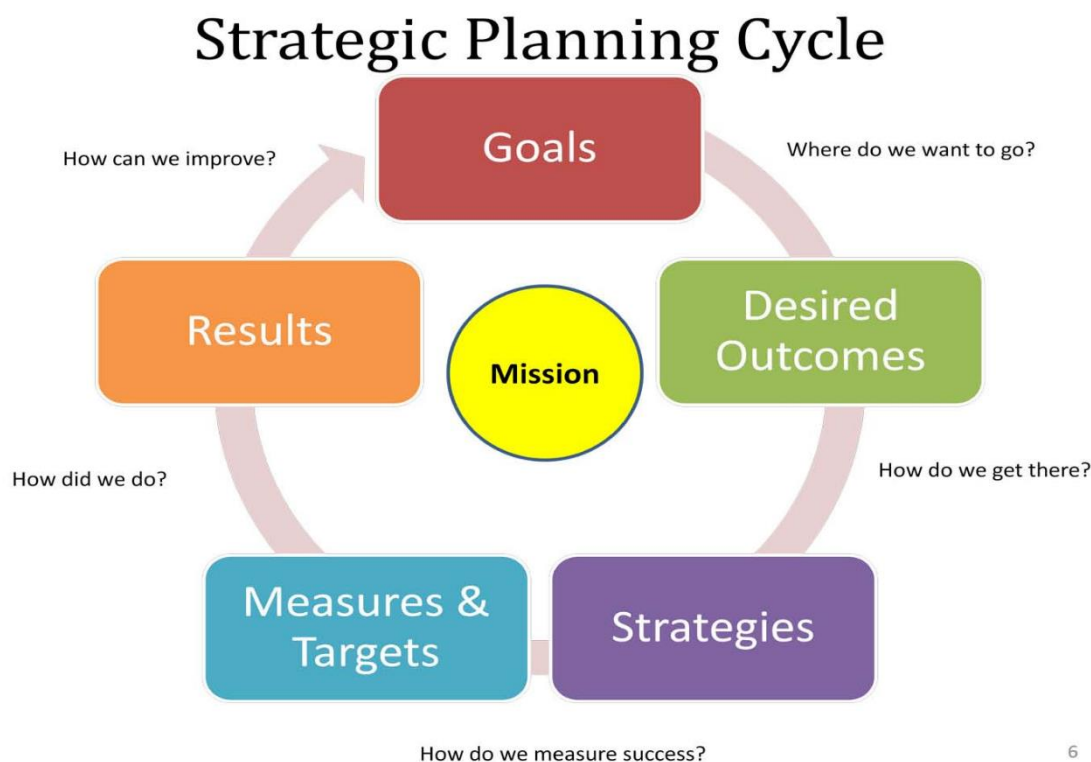 Strategic Planning Cycle
Goals
Where do we want to go?
Desired
Outcomes
How do we get there?
Strategies
How do we measure success?
Measures &
Targets
How did we do?
Results
How can we improve?
Mission
6